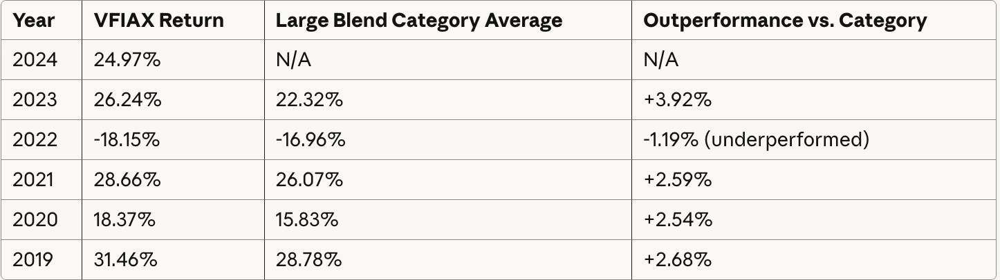 Year VFIAX Return Large Blend Category Average Outperformance vs. Category
2024 24.97% N/A N/A
2023 26.24% 22.32% +3.92%
2022 -18.15% -16.96% -1.19% (underperformed)
2021 28.66% 26.07% +2.59%
2020 18.37% 15.83% +2.54%
2019 31.46% 28.78% +2.68%